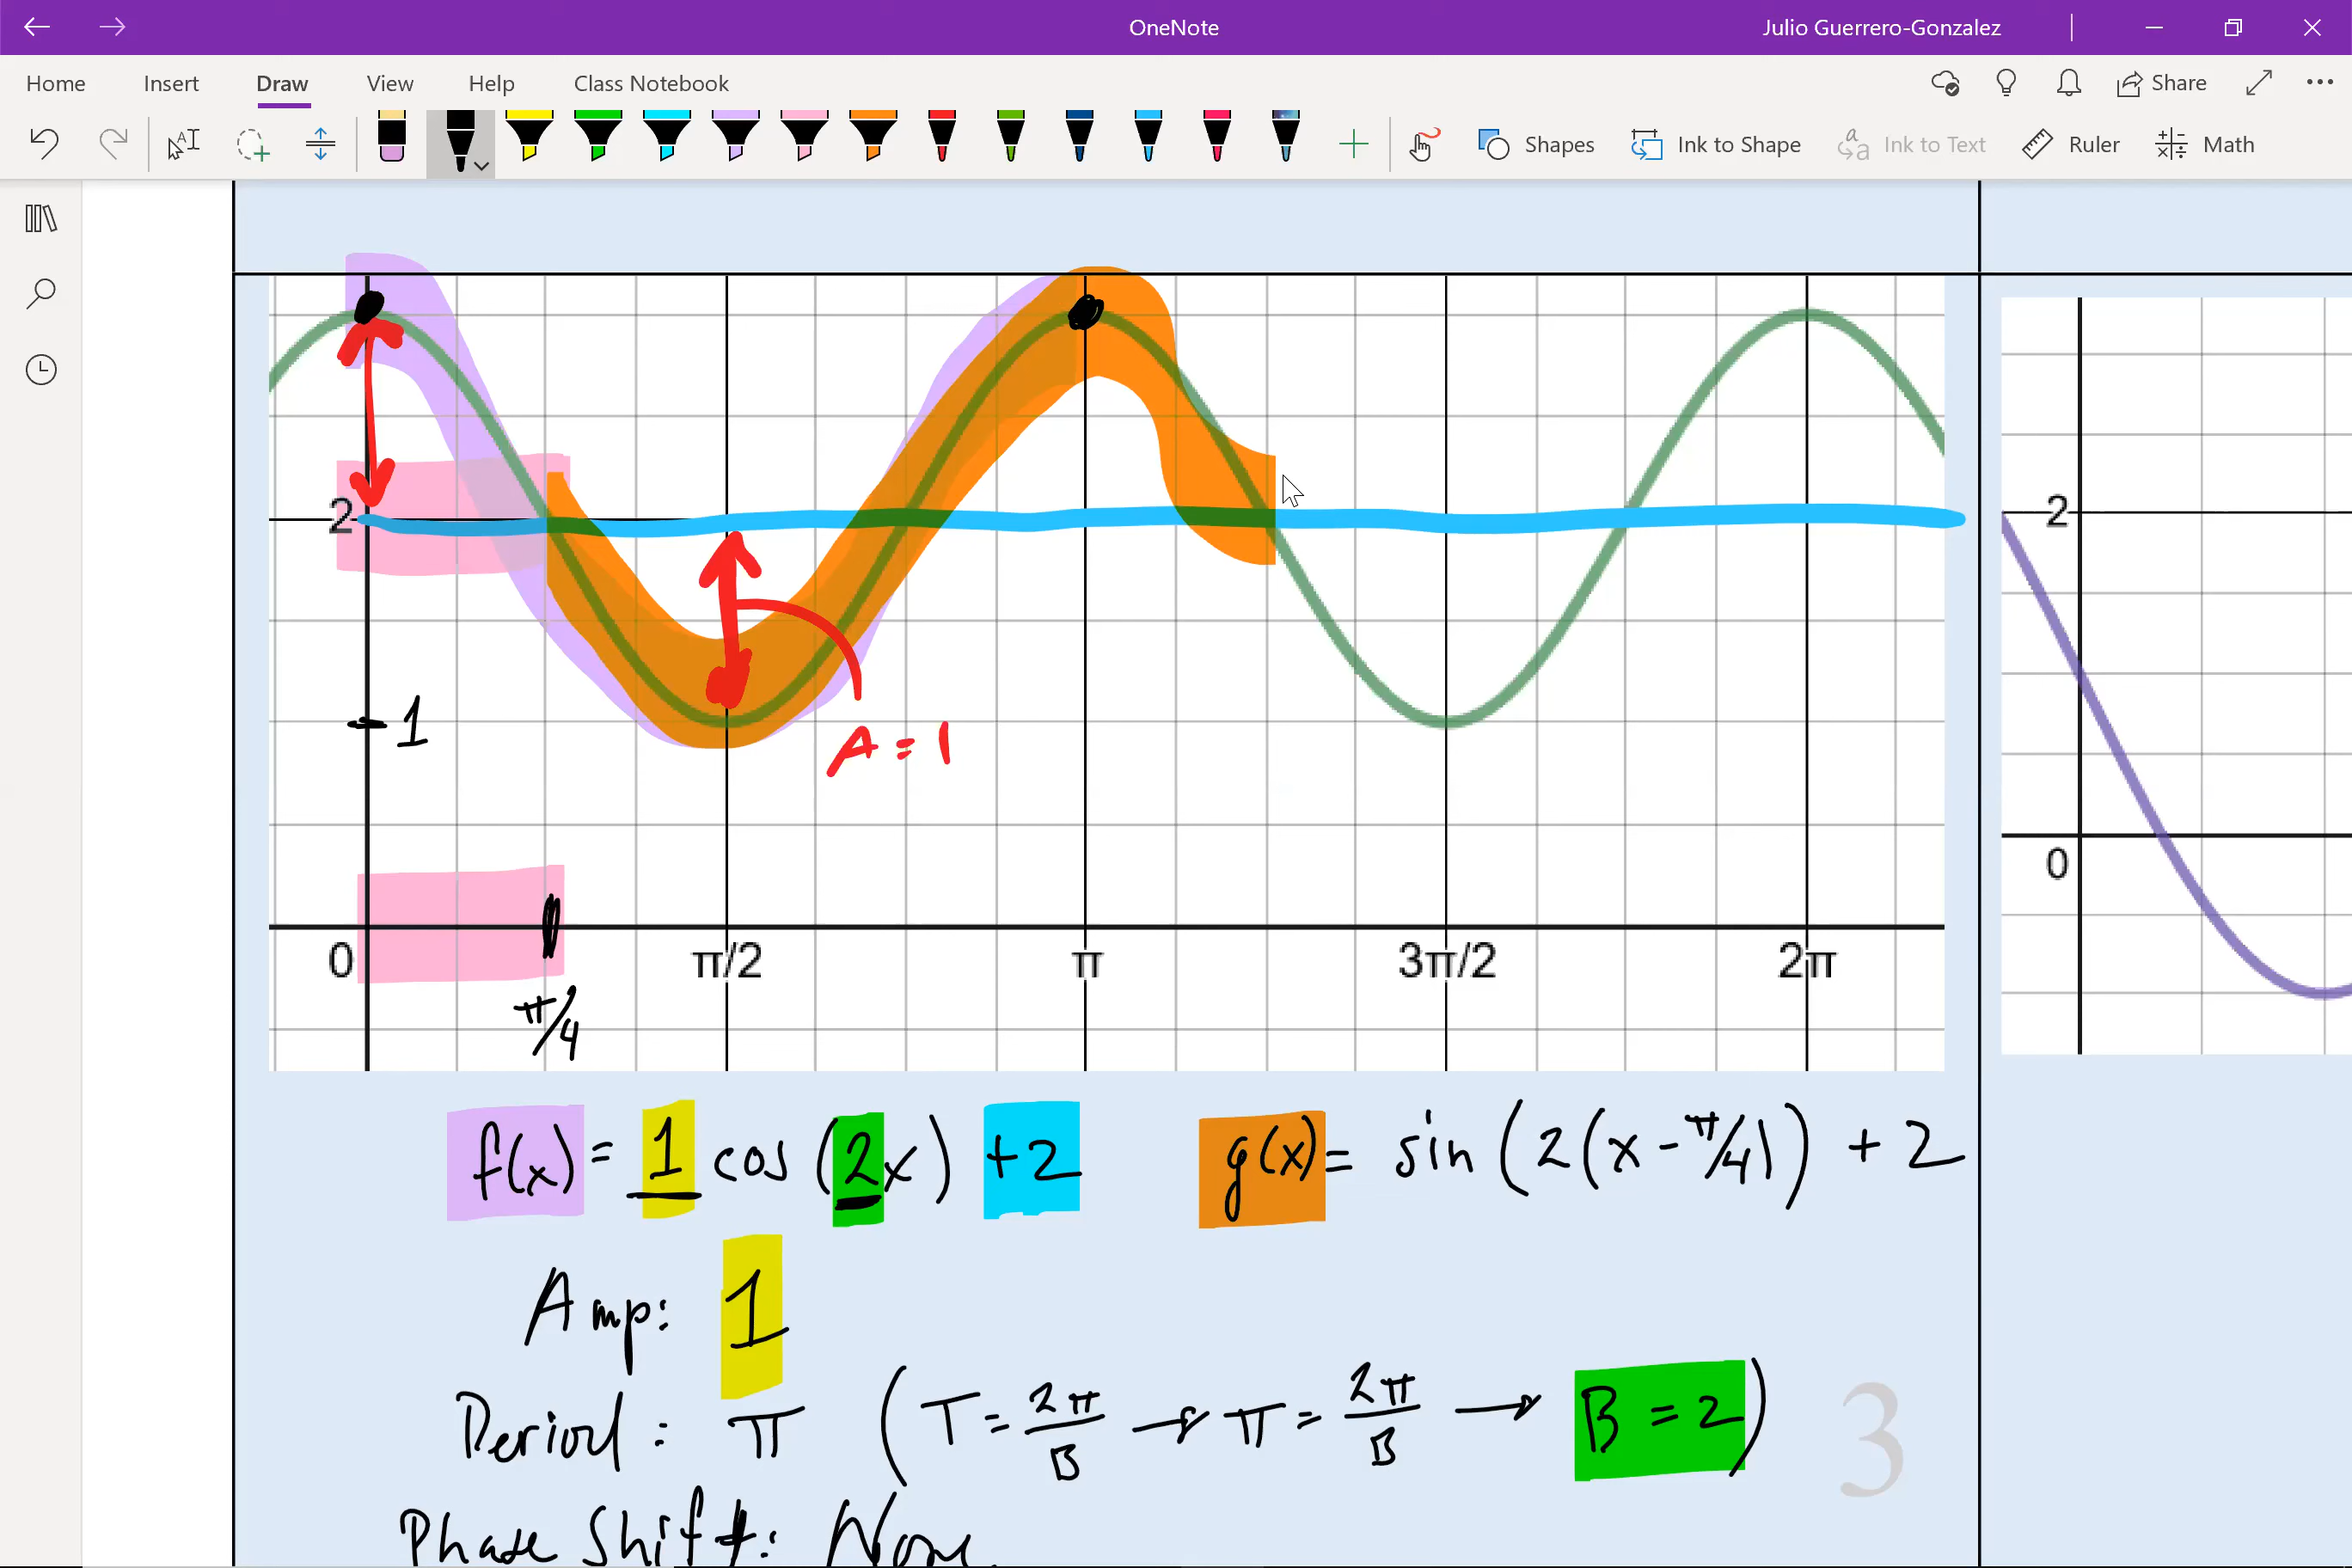 OneNote
Julio Guerrero-Gonzalez
Home Insert Draw View Help Class Notebook Share
Shapes Ink to Shape Ink to Text Ruler Math
2
2
- 1
A = 1
0
0 π/2 π 3π/2 2π
π/4
f(x) = 1 cos (2x) +2 g(x) = sin (2(x-π/4)) + 2
Amp: 1
Period: π (T = 2π/B → π = 2π/B → B = 2)
3
Phase Shift: None